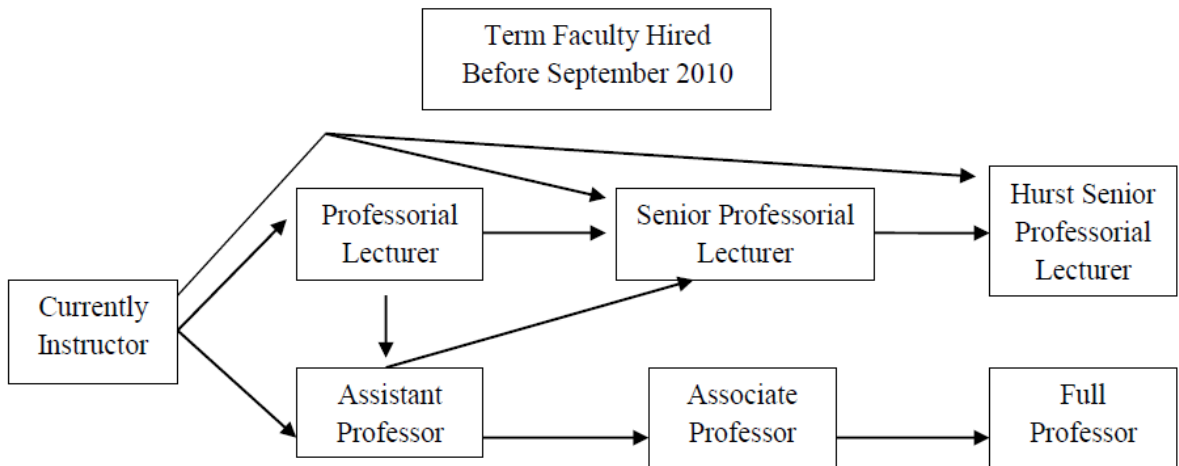 Term Faculty Hired
Before September 2010
Professorial
Lecturer
Senior Professorial
Lecturer
Hurst Senior
Professorial
Lecturer
Currently
Instructor
Assistant
Professor
Associate
Professor
Full
Professor